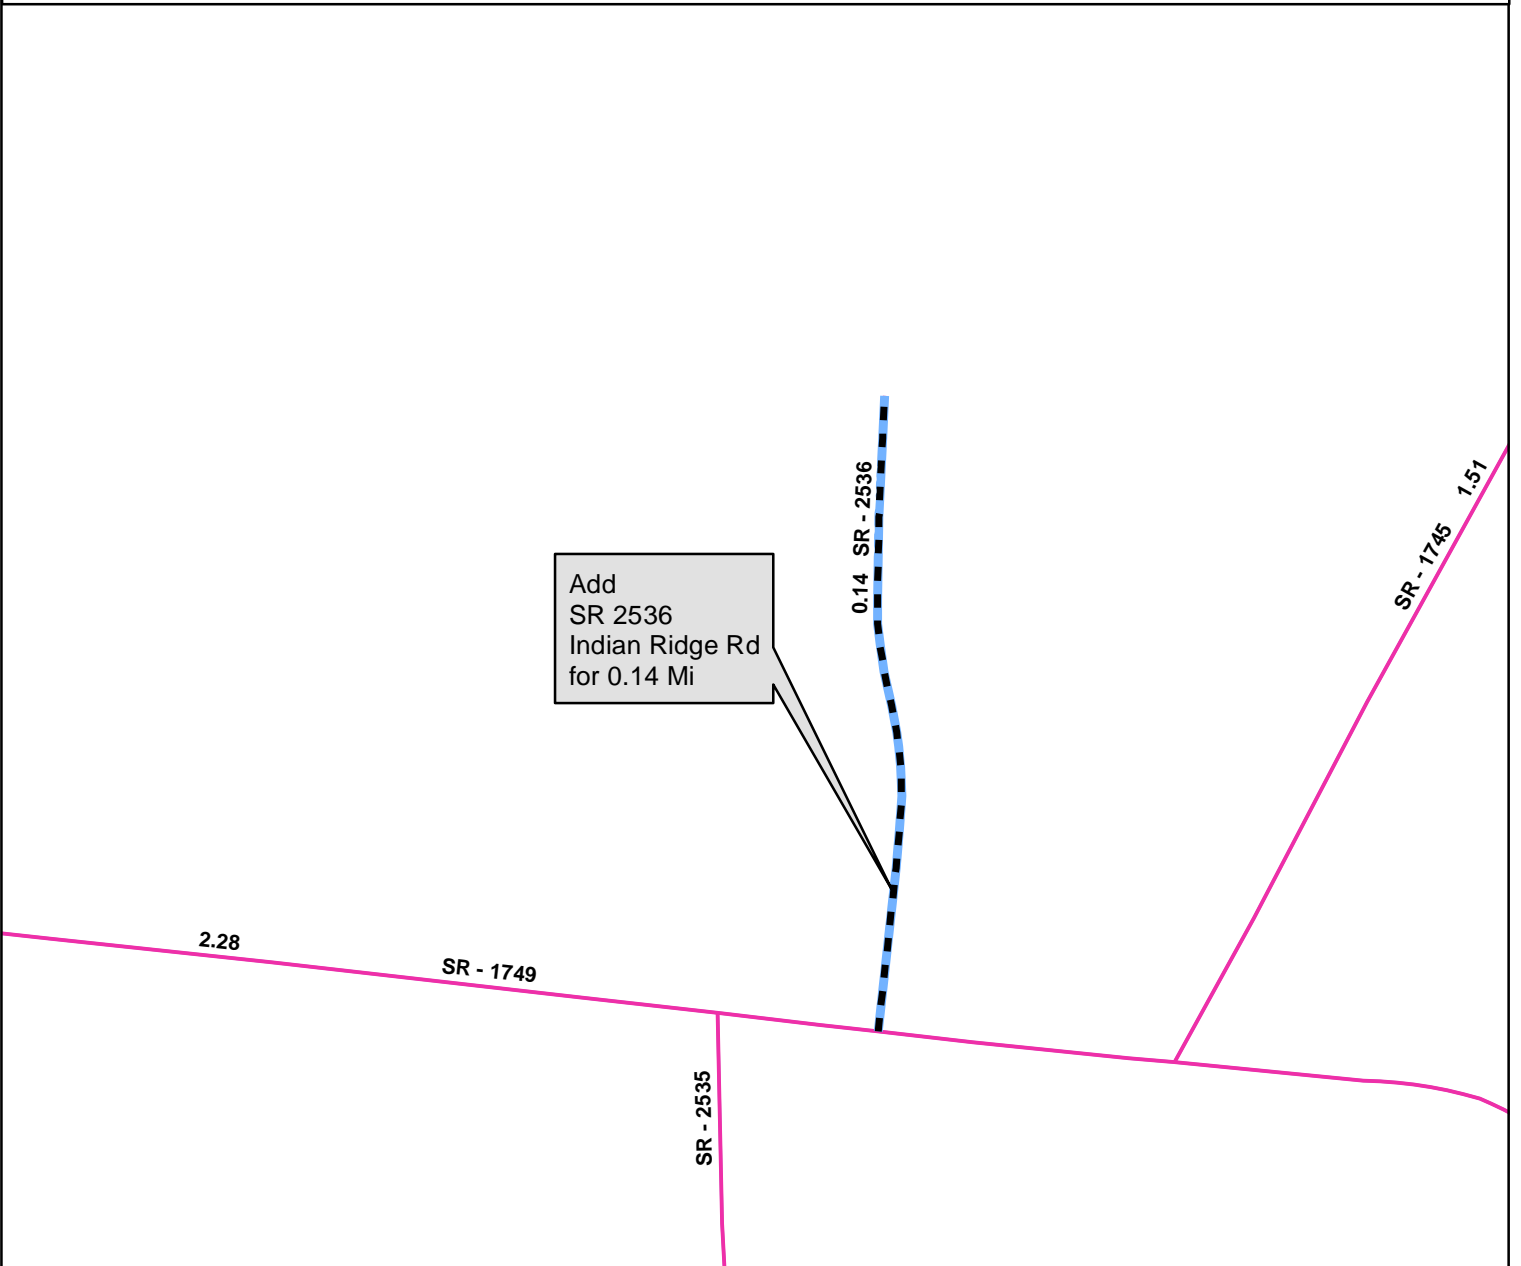 0.14 SR - 2536
SR - 1745 1.51
Add
SR 2536
Indian Ridge Rd
for 0.14 Mi
2.28
SR - 1749
SR - 2535